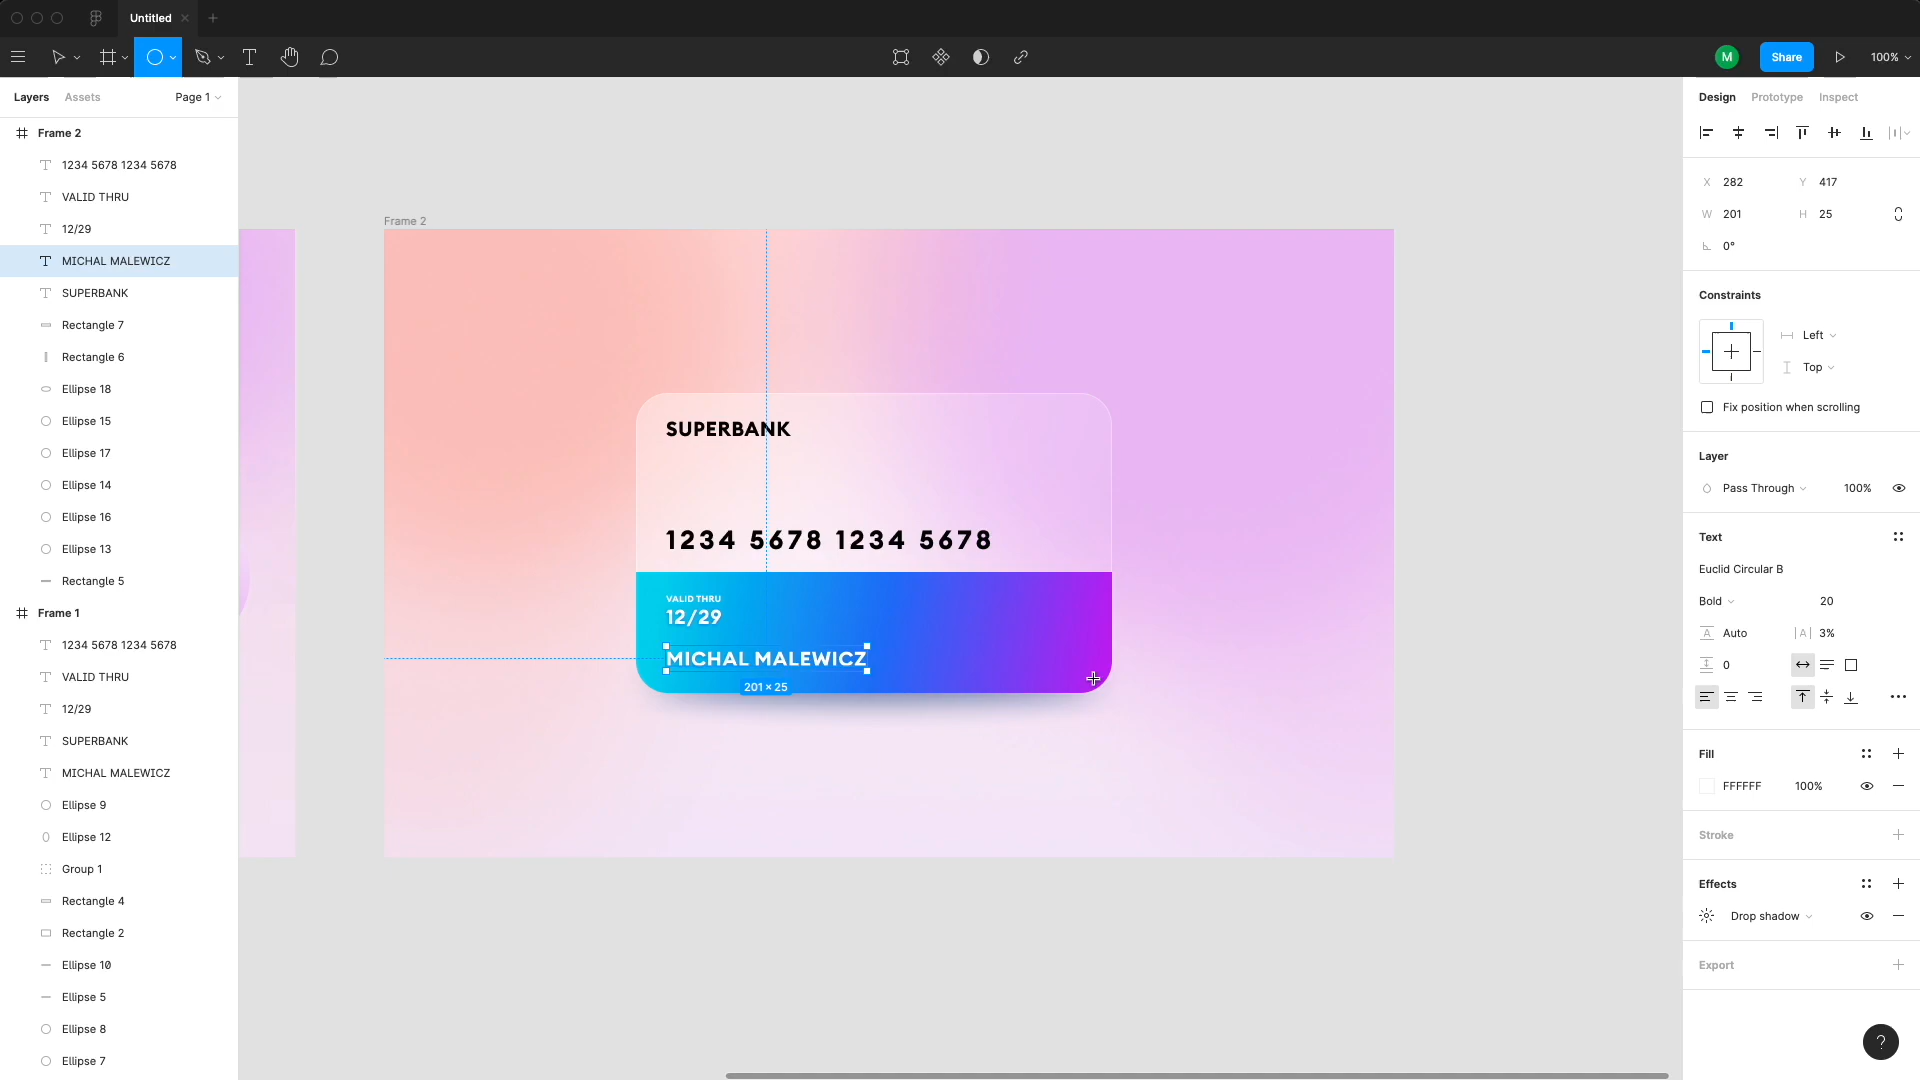 Untitled
M
Share
100%
Layers
Assets
Page 1
Design
Prototype
Inspect
Frame 2
1234 5678 1234 5678
VALID THRU
12/29
MICHAL MALEWICZ
SUPERBANK
Rectangle 7
Rectangle 6
Ellipse 18
Ellipse 15
Ellipse 17
Ellipse 14
Ellipse 16
Ellipse 13
Rectangle 5
Frame 1
1234 5678 1234 5678
VALID THRU
12/29
SUPERBANK
MICHAL MALEWICZ
Ellipse 9
Ellipse 12
Group 1
Rectangle 4
Rectangle 2
Ellipse 10
Ellipse 5
Ellipse 8
Ellipse 7
Frame 2
SUPERBANK
1234 5678 1234 5678
VALID THRU
12/29
MICHAL MALEWICZ
201 × 25
X 282 Y 417
W 201 H 25
0°
Constraints
Left
Top
Fix position when scrolling
Layer
Pass Through 100%
Text
Euclid Circular B
Bold 20
A Auto |A| 3%
0
Fill
FFFFFF 100%
Stroke
Effects
Drop shadow
Export
?